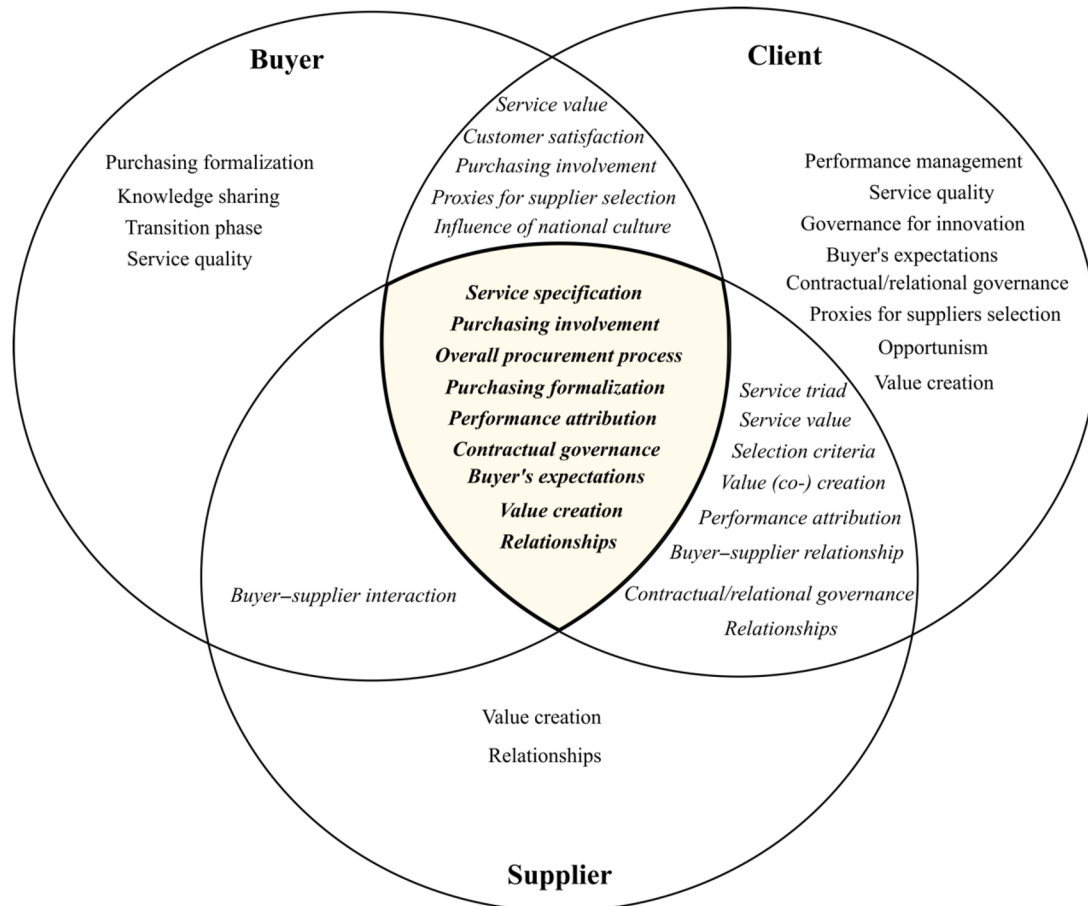 Buyer
Client
Service value
Customer satisfaction
Purchasing involvement
Proxies for supplier selection
Influence of national culture
Purchasing formalization
Knowledge sharing
Transition phase
Service quality
Performance management
Service quality
Governance for innovation
Buyer's expectations
Contractual/relational governance
Proxies for suppliers selection
Opportunism
Value creation
Service specification
Purchasing involvement
Overall procurement process
Purchasing formalization
Performance attribution
Contractual governance
Buyer's expectations
Value creation
Relationships
Service triad
Service value
Selection criteria
Value (co-) creation
Performance attribution
Buyer–supplier relationship
Contractual/relational governance
Relationships
Buyer–supplier interaction
Value creation
Relationships
Supplier